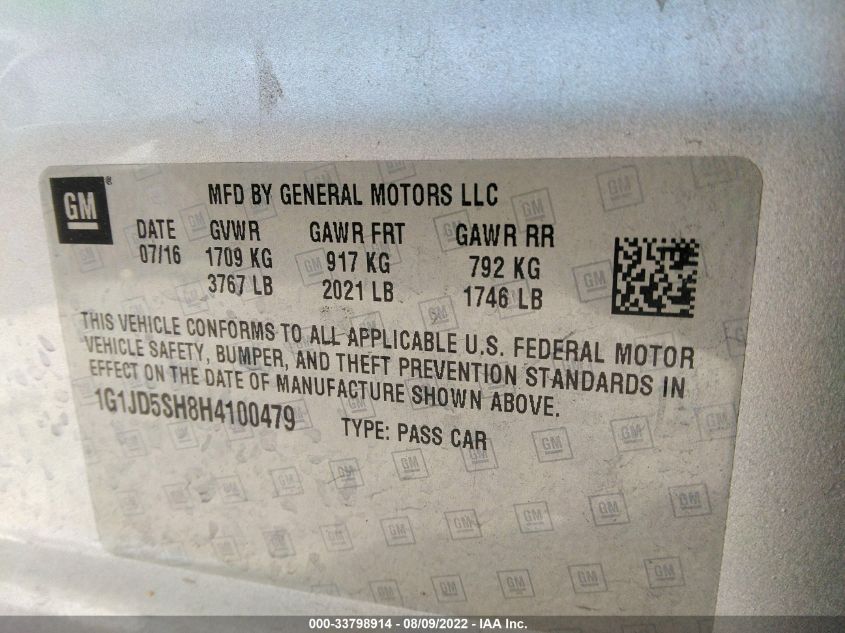 GM
MFD BY GENERAL MOTORS LLC
DATE GVWR GAWR FRT GAWR RR
07/16 1709 KG 917 KG 792 KG
3767 LB 2021 LB 1746 LB
THIS VEHICLE CONFORMS TO ALL APPLICABLE U.S. FEDERAL MOTOR
VEHICLE SAFETY, BUMPER, AND THEFT PREVENTION STANDARDS IN
EFFECT ON THE DATE OF MANUFACTURE SHOWN ABOVE.
1G1JD5SH8H4100479 TYPE: PASS CAR
000-33798914 - 08/09/2022 - IAA Inc.